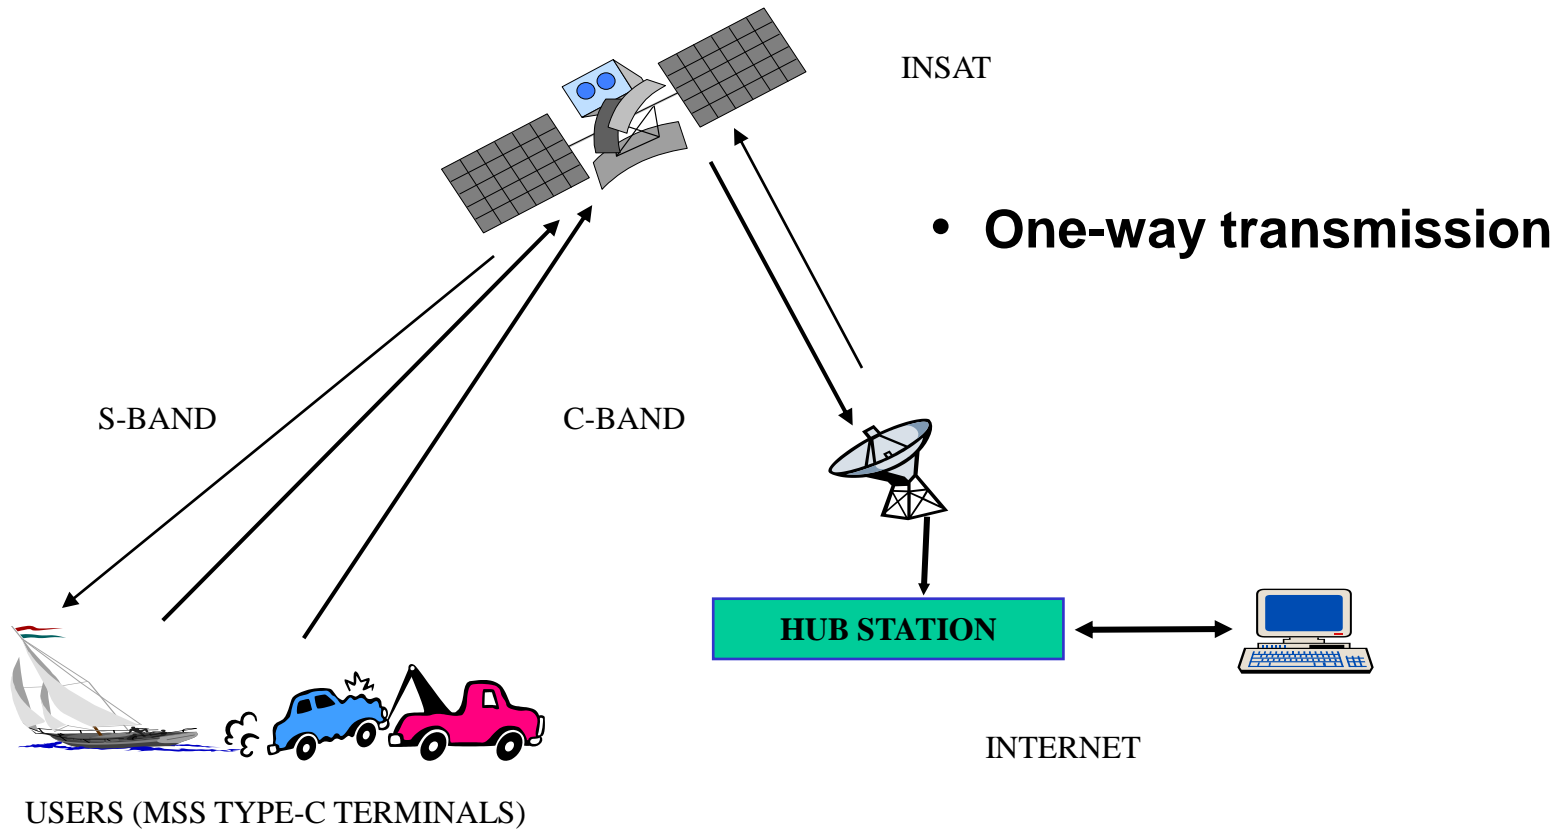 INSAT
• One-way transmission
S-BAND
C-BAND
HUB STATION
INTERNET
USERS (MSS TYPE-C TERMINALS)